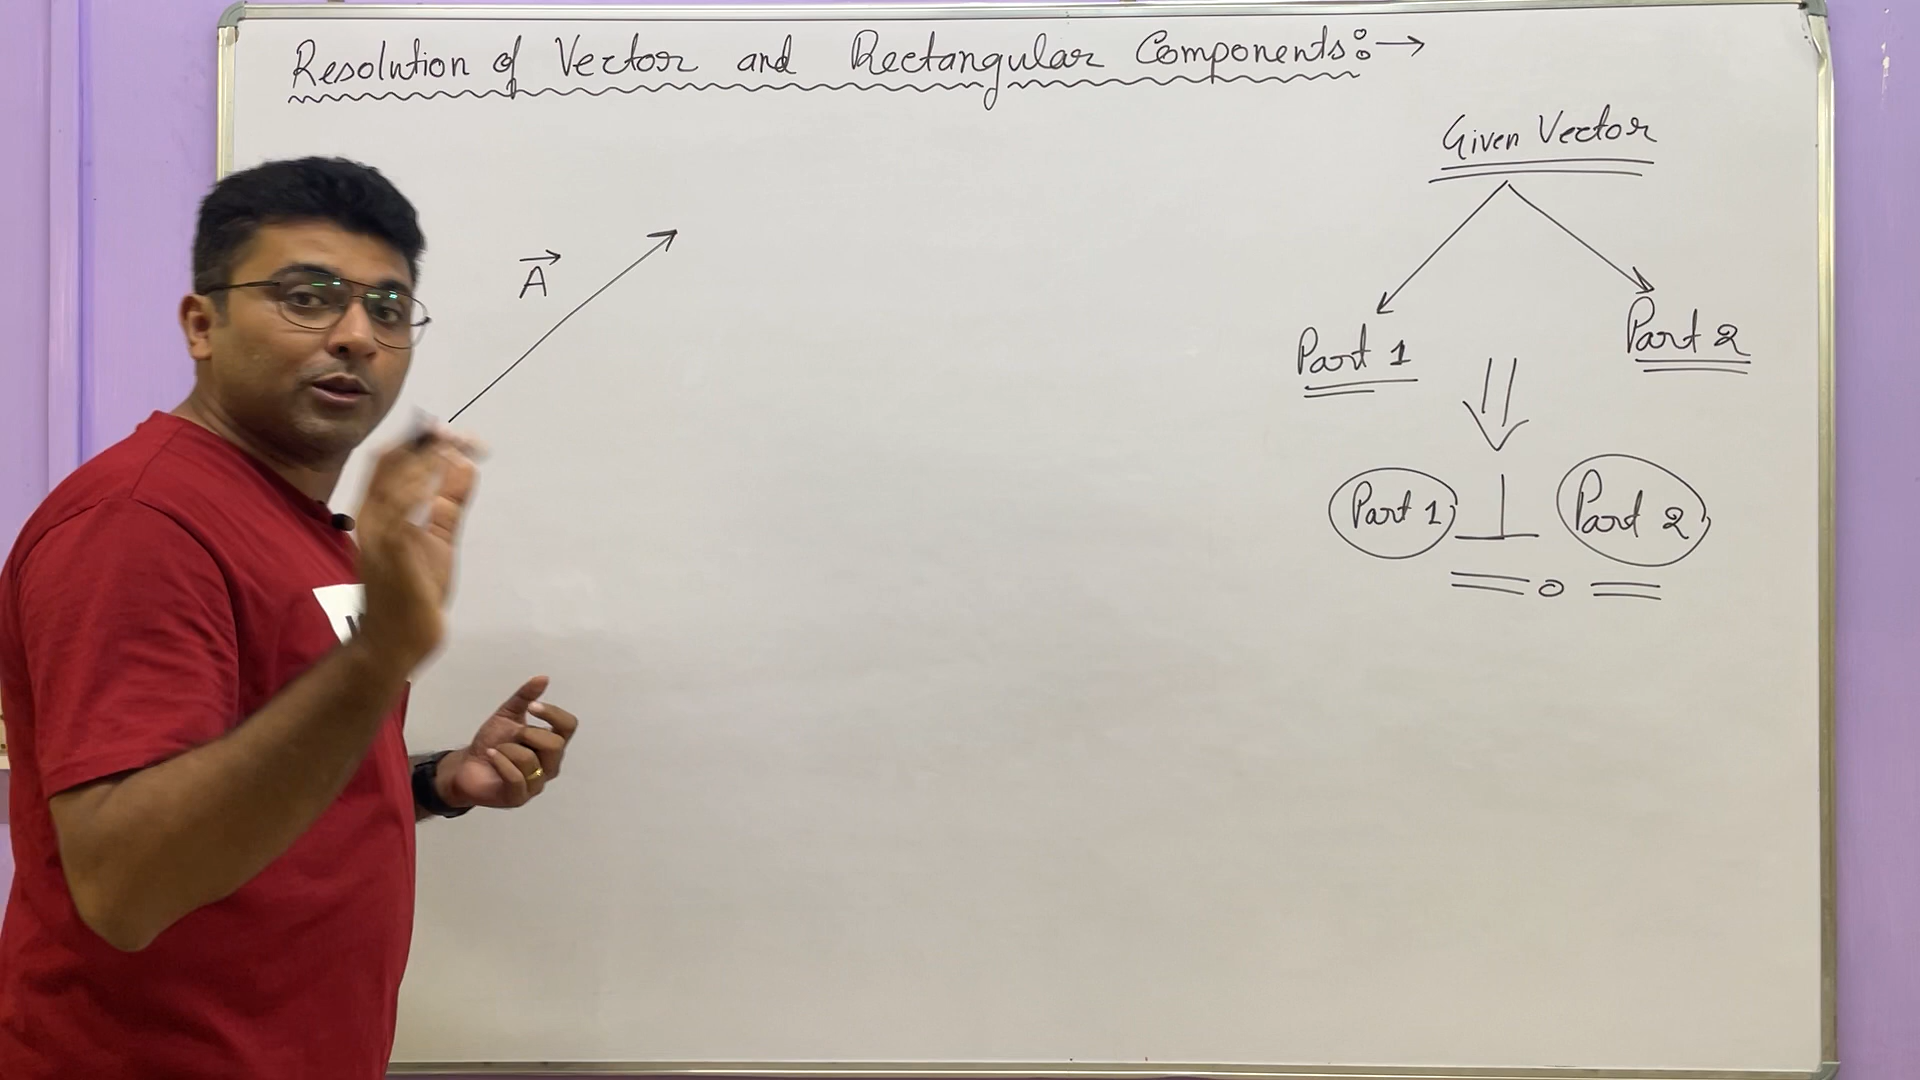 Resolution of Vector and Rectangular Components:→
Given Vector
A
Part 1
Part 2
Part 1 ⊥ Part 2